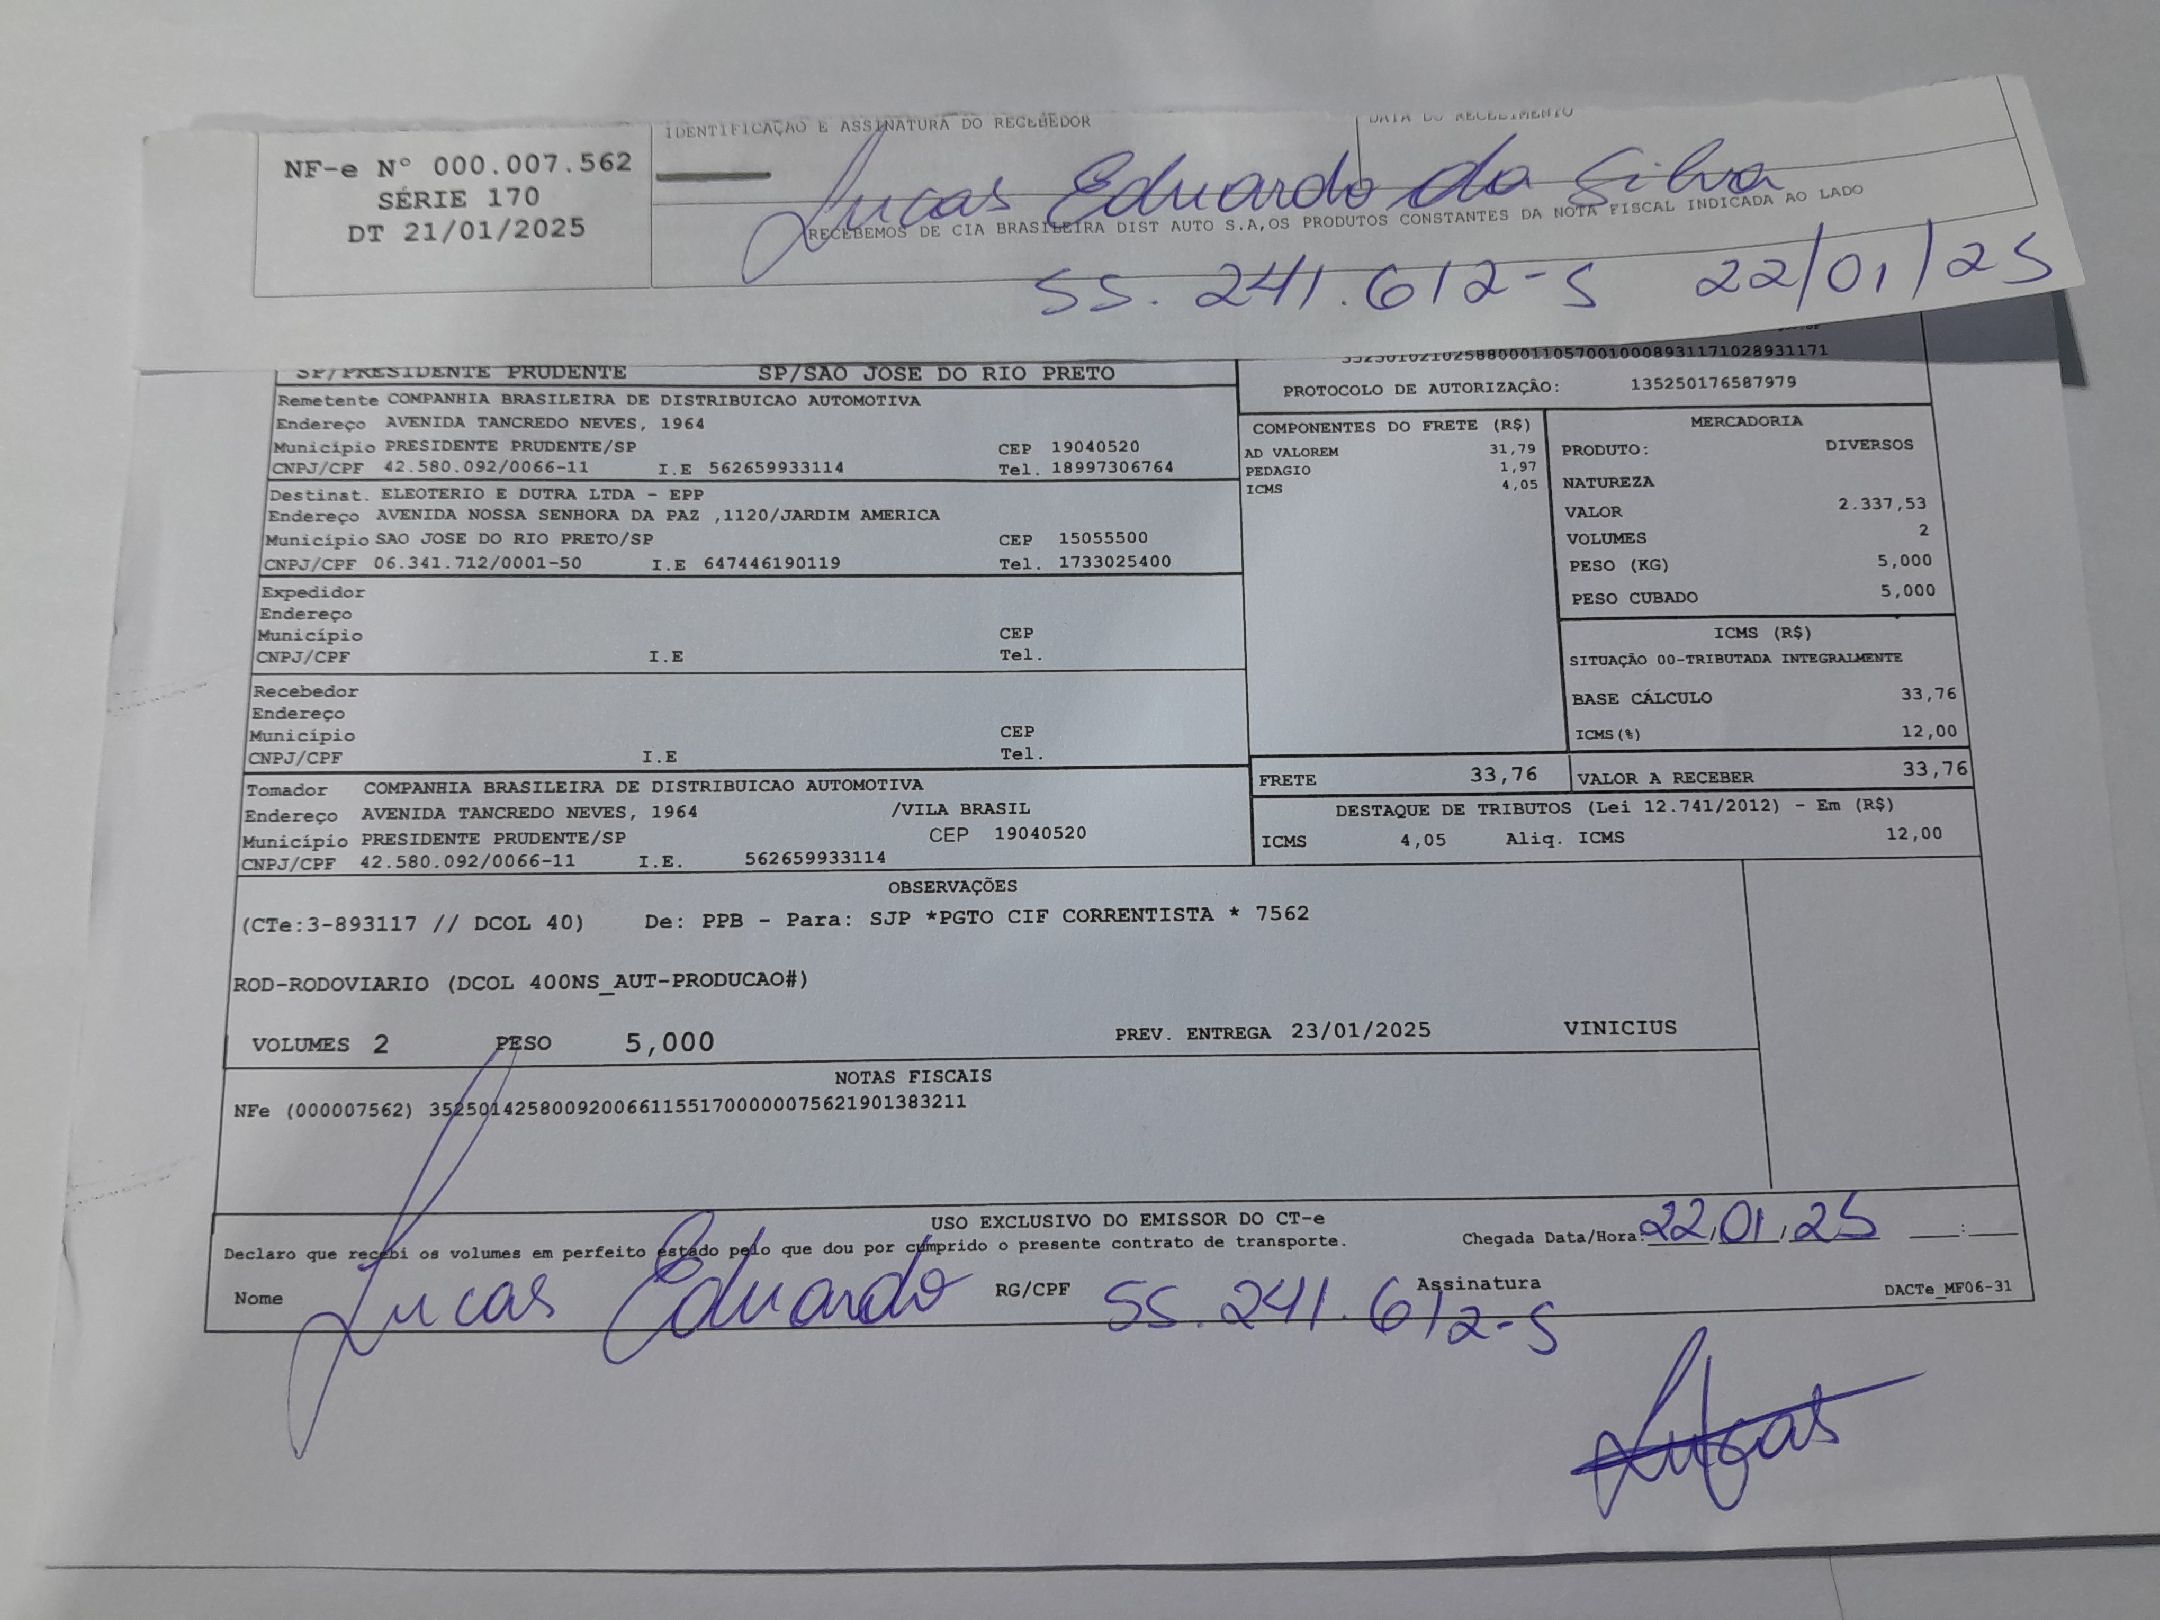 IDENTIFICAÇÃO E ASSINATURA DO RECEBEDOR
DATA DO RECEBIMENTO
NF-e N° 000.007.562
SÉRIE 170
DT 21/01/2025
Lucas Eduardo da Silva
RECEBEMOS DE CIA BRASILEIRA DIST AUTO S.A,OS PRODUTOS CONSTANTES DA NOTA FISCAL INDICADA AO LADO
55.241.612-5 22/01/25
SP/PRESIDENTE PRUDENTE SP/SAO JOSE DO RIO PRETO
PROTOCOLO DE AUTORIZAÇÃO: 135250176587979
Remetente COMPANHIA BRASILEIRA DE DISTRIBUICAO AUTOMOTIVA
Endereço AVENIDA TANCREDO NEVES, 1964
Município PRESIDENTE PRUDENTE/SP CEP 19040520
CNPJ/CPF 42.580.092/0066-11 I.E 562659933114 Tel. 18997306764
Destinat. ELEOTERIO E DUTRA LTDA - EPP
Endereço AVENIDA NOSSA SENHORA DA PAZ ,1120/JARDIM AMERICA
Município SAO JOSE DO RIO PRETO/SP CEP 15055500
CNPJ/CPF 06.341.712/0001-50 I.E 647446190119 Tel. 1733025400
Expedidor
Endereço
Município CEP
CNPJ/CPF I.E Tel.
Recebedor
Endereço
Município CEP
CNPJ/CPF I.E Tel.
Tomador COMPANHIA BRASILEIRA DE DISTRIBUICAO AUTOMOTIVA
Endereço AVENIDA TANCREDO NEVES, 1964 /VILA BRASIL
Município PRESIDENTE PRUDENTE/SP CEP 19040520
CNPJ/CPF 42.580.092/0066-11 I.E. 562659933114
COMPONENTES DO FRETE (R$)
AD VALOREM 31,79
PEDAGIO 1,97
ICMS 4,05
MERCADORIA
PRODUTO: DIVERSOS
NATUREZA
VALOR 2.337,53
VOLUMES 2
PESO (KG) 5,000
PESO CUBADO 5,000
ICMS (R$)
SITUAÇÃO 00-TRIBUTADA INTEGRALMENTE
BASE CÁLCULO 33,76
ICMS(%) 12,00
FRETE 33,76 VALOR A RECEBER 33,76
DESTAQUE DE TRIBUTOS (Lei 12.741/2012) - Em (R$)
ICMS 4,05 Aliq. ICMS 12,00
OBSERVAÇÕES
(CTe:3-893117 // DCOL 40) De: PPB - Para: SJP *PGTO CIF CORRENTISTA * 7562
ROD-RODOVIARIO (DCOL 400NS_AUT-PRODUCAO#)
VOLUMES 2 PESO 5,000 PREV. ENTREGA 23/01/2025 VINICIUS
NOTAS FISCAIS
NFe (000007562) 35250142580092006611551700000075621901383211
USO EXCLUSIVO DO EMISSOR DO CT-e
Declaro que recebi os volumes em perfeito estado pelo que dou por cumprido o presente contrato de transporte. Chegada Data/Hora: 22/01/25 :
Nome Lucas Eduardo RG/CPF 55.241.612-5 Assinatura DACTe_MF06-31
Lucas